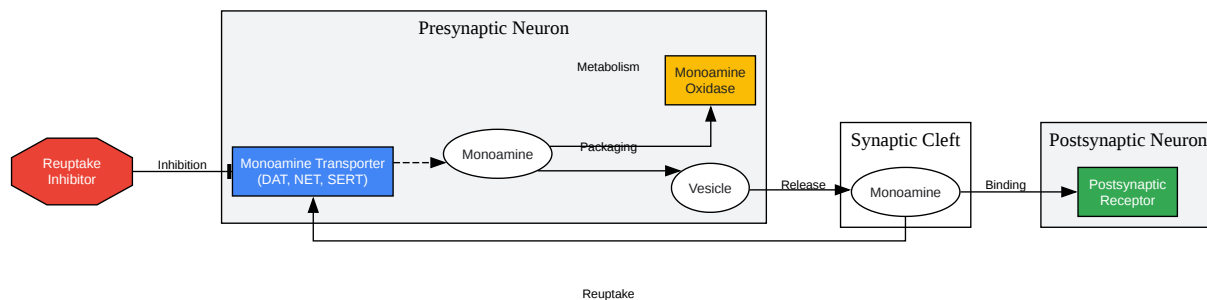 Presynaptic Neuron
Metabolism
Monoamine
Oxidase
Synaptic Cleft
Postsynaptic Neuron
Reuptake
Inhibitor
Inhibition
Monoamine Transporter
(DAT, NET, SERT)
Monoamine
Packaging
Vesicle
Release
Monoamine
Binding
Postsynaptic
Receptor
Reuptake